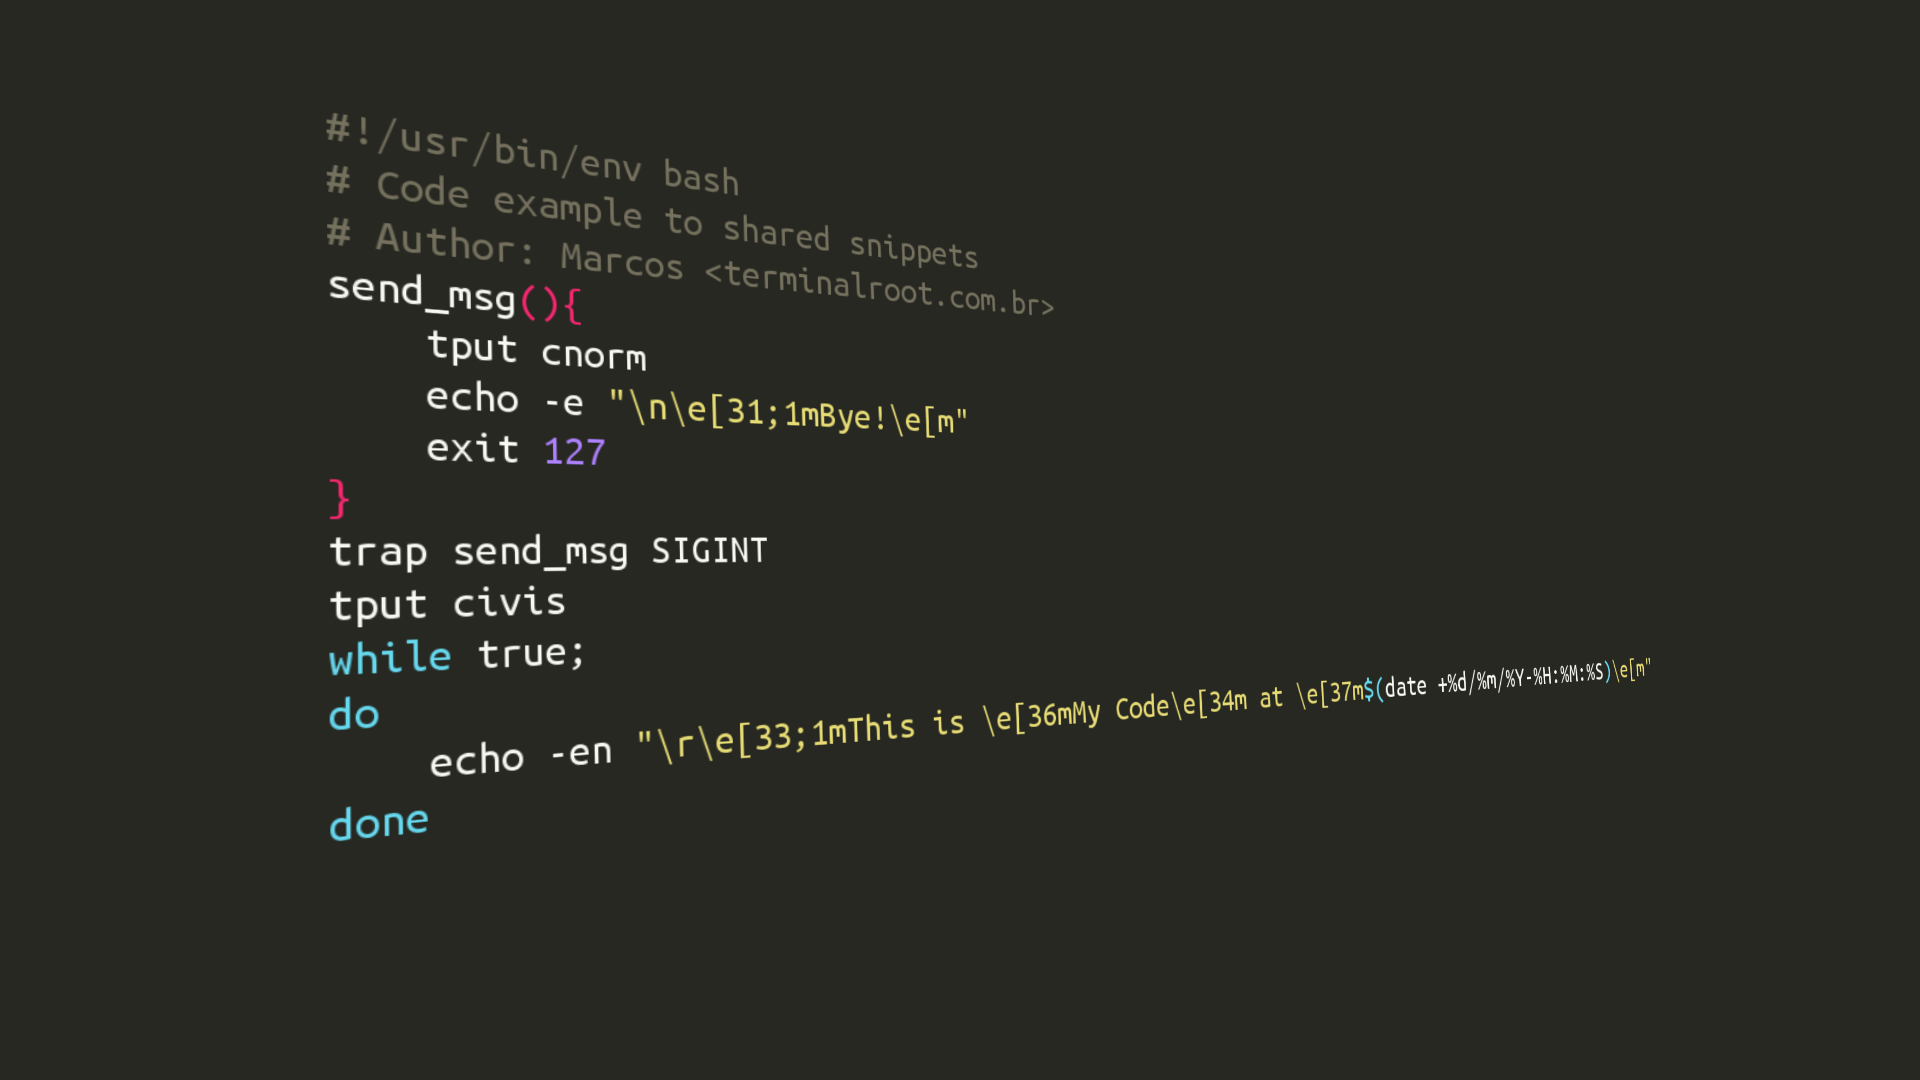 #!/usr/bin/env bash
# Code example to shared snippets
# Author: Marcos <terminalroot.com.br>
send_msg(){
    tput cnorm
    echo -e "\n\e[31;1mBye!\e[m"
    exit 127
}
trap send_msg SIGINT
tput civis
while true;
do
    echo -en "\r\e[33;1mThis is \e[36mMy Code\e[34m at \e[37m$(date +%d/%m/%Y-%H:%M:%S)\e[m"
done